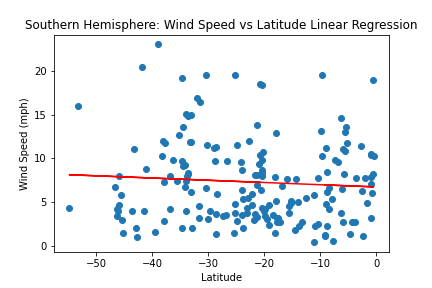 Southern Hemisphere: Wind Speed vs Latitude Linear Regression
20
15
10
5
0
Wind Speed (mph)
−50 −40 −30 −20 −10 0
Latitude